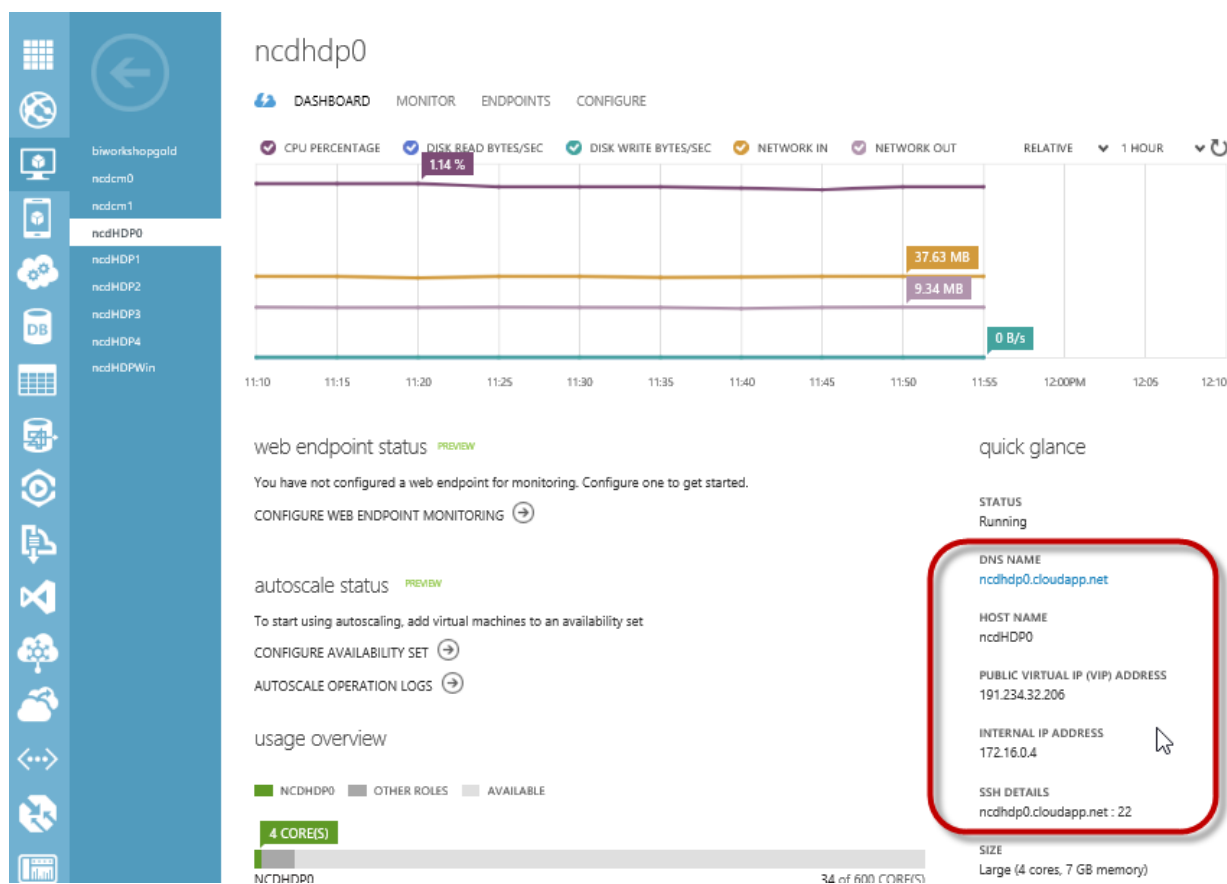 ncdhdp0
DASHBOARD MONITOR ENDPOINTS CONFIGURE
biworkshopgald
ncdcm0
ncdcm1
ncdHDP0
ncdHDP1
ncdHDP2
ncdHDP3
ncdHDP4
ncdHDPWin
DB
CPU PERCENTAGE DISK READ BYTES/SEC DISK WRITE BYTES/SEC NETWORK IN NETWORK OUT RELATIVE 1 HOUR
1.14 %
37.63 MB
9.34 MB
0 B/s
11:10 11:15 11:20 11:25 11:30 11:35 11:40 11:45 11:50 11:55 12:00PM 12:05 12:10
web endpoint status PREVIEW
You have not configured a web endpoint for monitoring. Configure one to get started.
CONFIGURE WEB ENDPOINT MONITORING
autoscale status PREVIEW
To start using autoscaling, add virtual machines to an availability set
CONFIGURE AVAILABILITY SET
AUTOSCALE OPERATION LOGS
usage overview
NCDHDP0 OTHER ROLES AVAILABLE
4 CORE(S)
NCDHDP0 34 of 600 CORE(S)
quick glance
STATUS
Running
DNS NAME
ncdhdp0.cloudapp.net
HOST NAME
ncdHDP0
PUBLIC VIRTUAL IP (VIP) ADDRESS
191.234.32.206
INTERNAL IP ADDRESS
172.16.0.4
SSH DETAILS
ncdhdp0.cloudapp.net : 22
SIZE
Large (4 cores, 7 GB memory)